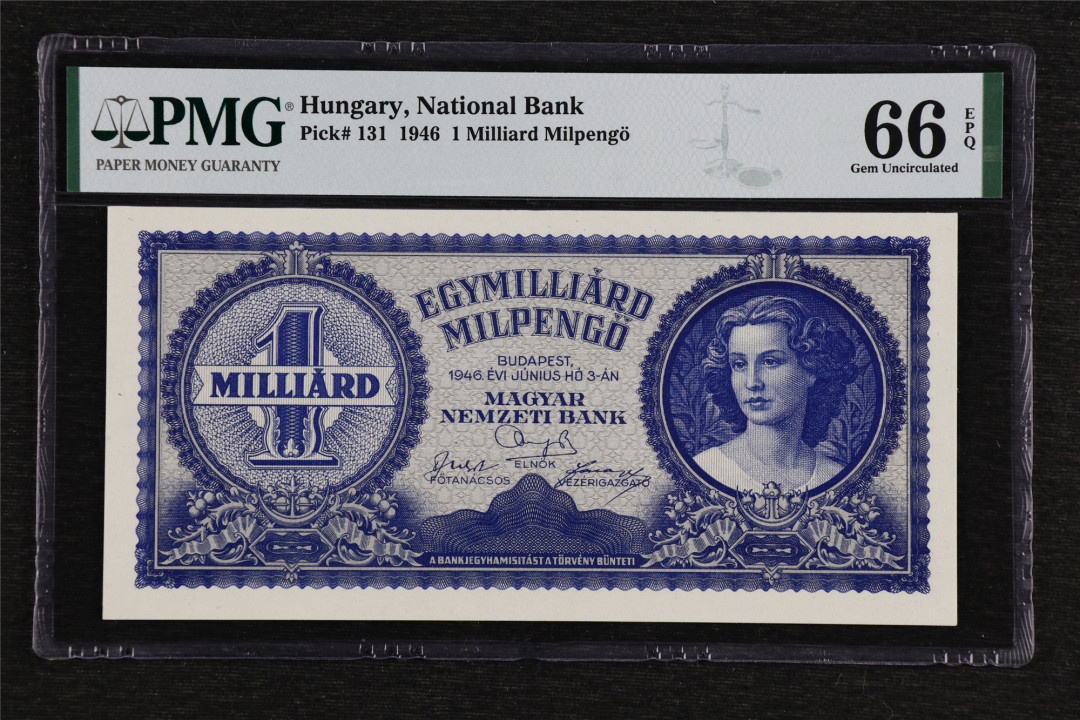 PMG®
PAPER MONEY GUARANTY
Hungary, National Bank
Pick# 131 1946 1 Milliard Milpengö
66
EPQ
Gem Uncirculated
EGYMILLIÁRD
MILPENGŐ
1
MILLIÁRD
BUDAPEST,
1946. ÉVI JÚNIUS HÓ 3-ÁN
MAGYAR
NEMZETI BANK
ELNÖK
FŐTANÁCSOS
VEZÉRIGAZGATÓ
A BANKJEGYHAMISITÁST A TÖRVÉNY BÜNTETI